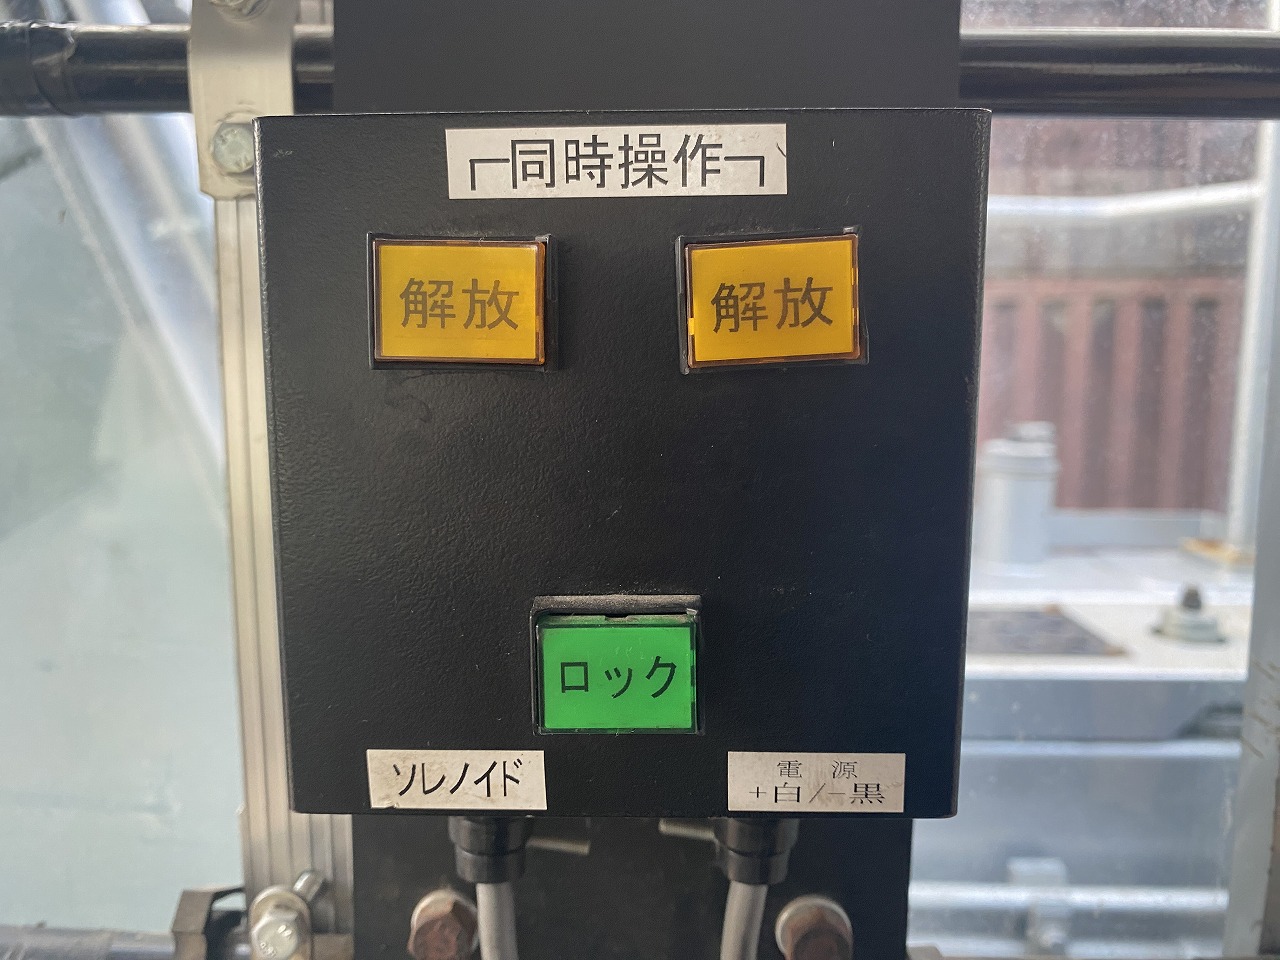 同時操作
解放 解放
ロック
ソレノイド
電源
+白/-黒